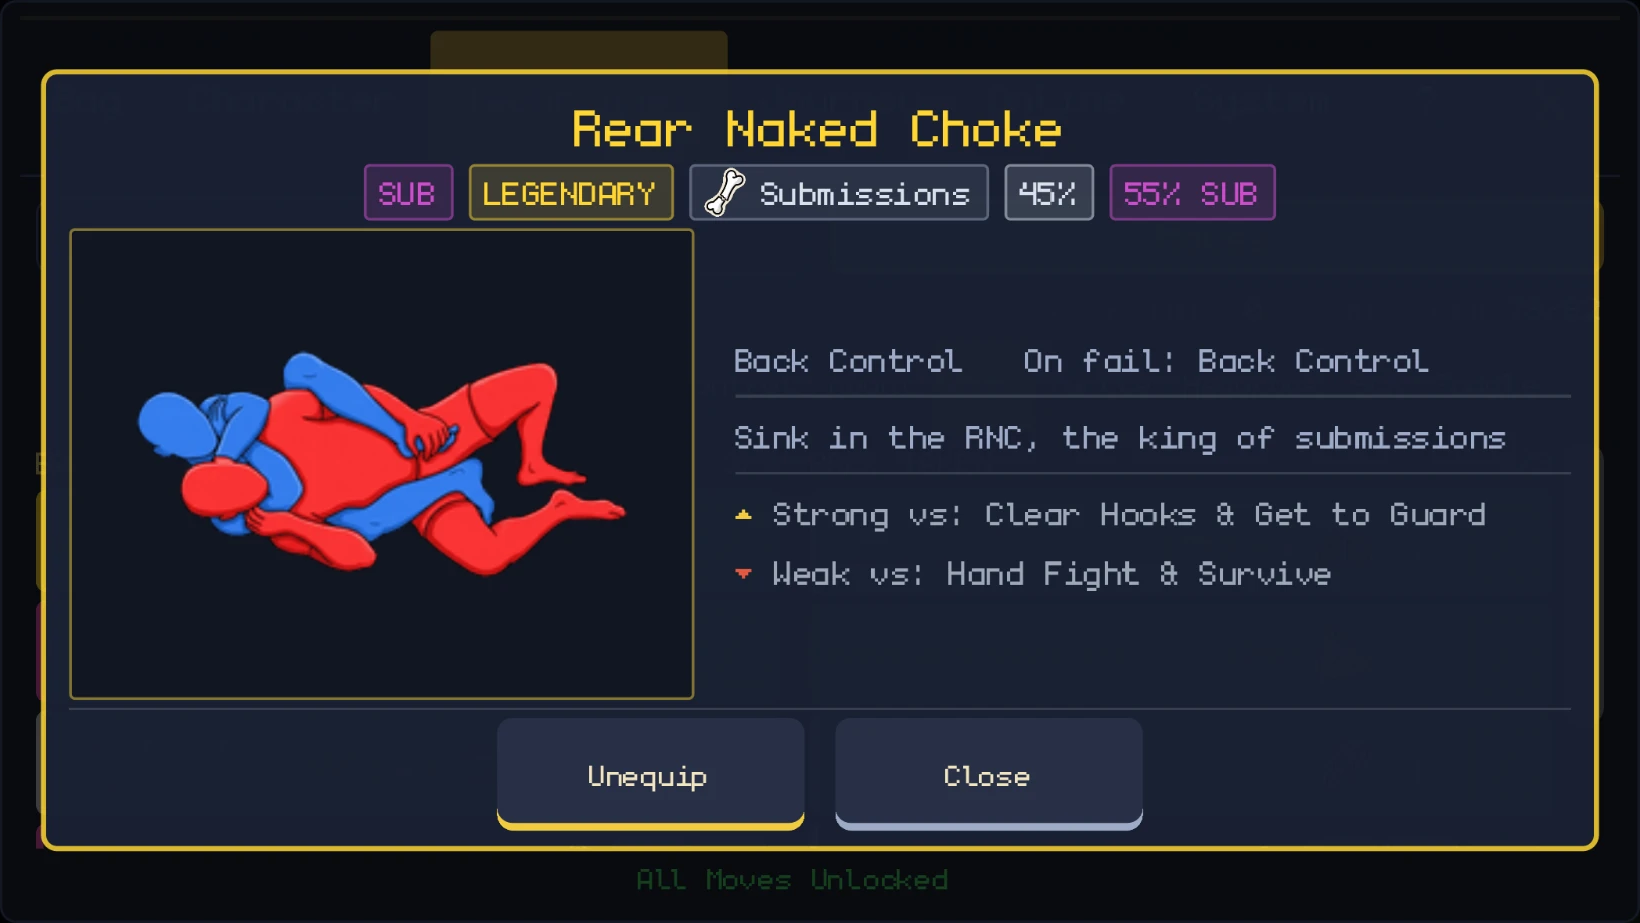 Rear Naked Choke
SUB LEGENDARY Submissions 45% 55% SUB
Back Control On fail: Back Control
Sink in the RNC, the king of submissions
Strong vs: Clear Hooks & Get to Guard
Weak vs: Hand Fight & Survive
Unequip Close
All Moves Unlocked